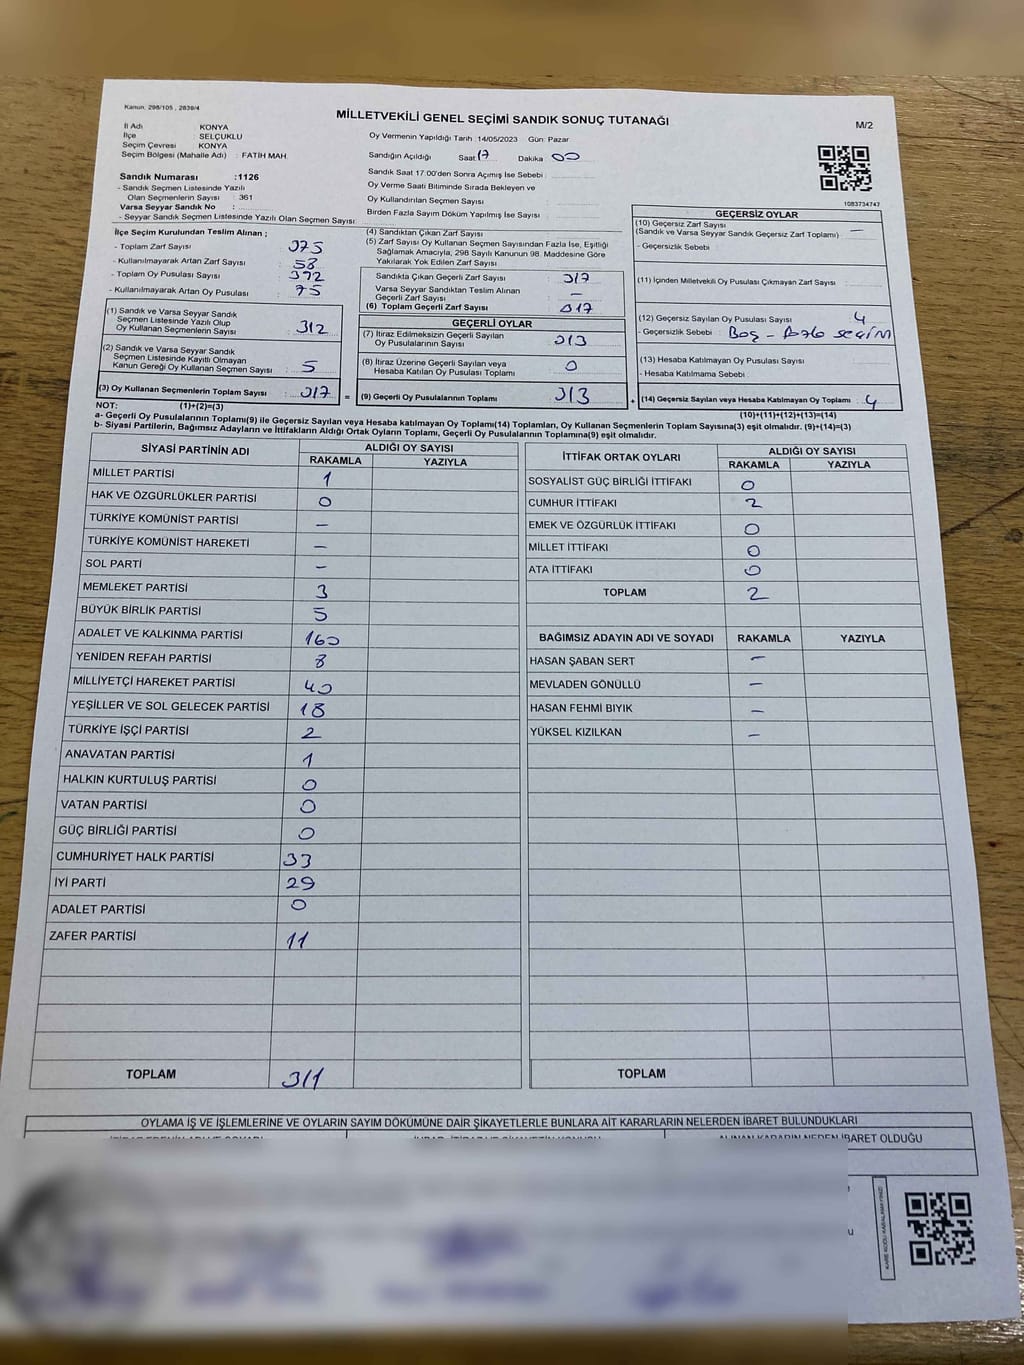 Kanun, 298/105 , 2839/4
MİLLETVEKİLİ GENEL SEÇİMİ SANDIK SONUÇ TUTANAĞI
M/2
İl Adı KONYA
İlçe SELÇUKLU
Seçim Çevresi KONYA
Seçim Bölgesi (Mahalle Adı) : FATİH MAH.
Sandık Numarası :1126
- Sandık Seçmen Listesinde Yazılı
Olan Seçmenlerin Sayısı : 361
Varsa Seyyar Sandık No :
- Seyyar Sandık Seçmen Listesinde Yazılı Olan Seçmen Sayısı:
Oy Vermenin Yapıldığı Tarih :14/05/2023 Gün: Pazar
Sandığın Açıldığı Saat 17 Dakika 00
Sandık Saat 17.00'den Sonra Açımış İse Sebebi :
Oy Verme Saati Bitiminde Sırada Bekleyen ve
Oy Kullandırılan Seçmen Sayısı
Birden Fazla Sayım Döküm Yapılmış İse Sayısı
1083734747
İlçe Seçim Kurulundan Teslim Alınan ;
- Toplam Zarf Sayısı : 375
- Kullanılmayarak Artan Zarf Sayısı : 58
- Toplam Oy Pusulası Sayısı : 392
- Kullanılmayarak Artan Oy Pusulası : 75
(1) Sandık ve Varsa Seyyar Sandık
Seçmen Listesinde Yazılı Olup
Oy Kullanan Seçmenlerin Sayısı : 312
(2) Sandık ve Varsa Seyyar Sandık
Seçmen Listesinde Kayıtlı Olmayan
Kanun Gereği Oy Kullanan Seçmen Sayısı : 5
(3) Oy Kullanan Seçmenlerin Toplam Sayısı : 317 =
(4) Sandıktan Çıkan Zarf Sayısı
(5) Zarf Sayısı Oy Kullanan Seçmen Sayısından Fazla İse, Eşitliği
Sağlamak Amacıyla, 298 Sayılı Kanunun 98. Maddesine Göre
Yakılarak Yok Edilen Zarf Sayısı
Sandıkta Çıkan Geçerli Zarf Sayısı : 317
Varsa Seyyar Sandıktan Teslim Alınan
Geçerli Zarf Sayısı : –
(6) Toplam Geçerli Zarf Sayısı : 317
GEÇERLİ OYLAR
(7) İtiraz Edilmeksizin Geçerli Sayılan
Oy Pusulalarının Sayısı : 313
(8) İtiraz Üzerine Geçerli Sayılan veya
Hesaba Katılan Oy Pusulası Toplamı : 0
(9) Geçerli Oy Pusulalarının Toplamı : 313 +
GEÇERSİZ OYLAR
(10) Geçersiz Zarf Sayısı
(Sandık ve Varsa Seyyar Sandık Geçersiz Zarf Toplamı) : –
- Geçersizlik Sebebi
(11) İçinden Milletvekili Oy Pusulası Çıkmayan Zarf Sayısı :
(12) Geçersiz Sayılan Oy Pusulası Sayısı 4
- Geçersizlik Sebebi : Boş –
(13) Hesaba Katılmayan Oy Pusulası Sayısı
- Hesaba Katılmama Sebebi :
(14) Geçersiz Sayılan veya Hesaba Katılmayan Oy Toplamı : 4
NOT: (1)+(2)=(3)
(10)+(11)+(12)+(13)=(14)
a- Geçerli Oy Pusulalarının Toplamı(9) ile Geçersiz Sayılan veya Hesaba Katılmayan Oy Toplamı(14) Toplamları, Oy Kullanan Seçmenlerin Toplam Sayısına(3) eşit olmalıdır. (9)+(14)=(3)
b- Siyasi Partilerin, Bağımsız Adayların ve İttifakların Aldığı Ortak Oyların Toplamı, Geçerli Oy Pusulalarının Toplamına(9) eşit olmalıdır.
SİYASİ PARTİNİN ADI ALDIĞI OY SAYISI
RAKAMLA YAZIYLA
MİLLET PARTİSİ 1
HAK VE ÖZGÜRLÜKLER PARTİSİ 0
TÜRKİYE KOMÜNİST PARTİSİ –
TÜRKİYE KOMÜNİST HAREKETİ –
SOL PARTİ –
MEMLEKET PARTİSİ 3
BÜYÜK BİRLİK PARTİSİ 5
ADALET VE KALKINMA PARTİSİ 160
YENİDEN REFAH PARTİSİ 8
MİLLİYETÇİ HAREKET PARTİSİ 40
YEŞİLLER VE SOL GELECEK PARTİSİ 18
TÜRKİYE İŞÇİ PARTİSİ 2
ANAVATAN PARTİSİ 1
HALKIN KURTULUŞ PARTİSİ 0
VATAN PARTİSİ 0
GÜÇ BİRLİĞİ PARTİSİ 0
CUMHURİYET HALK PARTİSİ 33
İYİ PARTİ 29
ADALET PARTİSİ 0
ZAFER PARTİSİ 11
TOPLAM 311
İTTİFAK ORTAK OYLARI ALDIĞI OY SAYISI
RAKAMLA YAZIYLA
SOSYALİST GÜÇ BİRLİĞİ İTTİFAKI 0
CUMHUR İTTİFAKI 2
EMEK VE ÖZGÜRLÜK İTTİFAKI 0
MİLLET İTTİFAKI 0
ATA İTTİFAKI 0
TOPLAM 2
BAĞIMSIZ ADAYIN ADI VE SOYADI RAKAMLA YAZIYLA
HASAN ŞABAN SERT –
MEVLADEN GÖNÜLLÜ –
HASAN FEHMİ BIYIK –
YÜKSEL KIZILKAN –
TOPLAM
OYLAMA İŞ VE İŞLEMLERİNE VE OYLARIN SAYIM DÖKÜMÜNE DAİR ŞİKAYETLERLE BUNLARA AİT KARARLARIN NELERDEN İBARET BULUNDUKLARI
ALINAN KARARIN NEDEN İBARET OLDUĞU